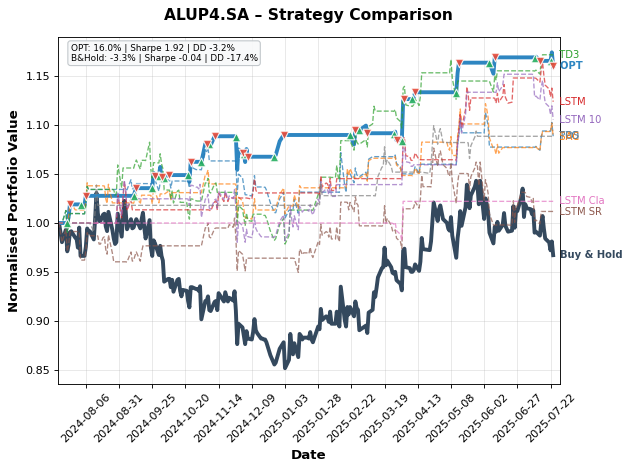 ALUP4.SA – Strategy Comparison
OPT: 16.0% | Sharpe 1.92 | DD -3.2%
B&Hold: -3.3% | Sharpe -0.04 | DD -17.4%
Normalised Portfolio Value
1.15
1.10
1.05
1.00
0.95
0.90
0.85
TD3
OPT
LSTM
LSTM 10
LSTM Cla
LSTM SR
Buy & Hold
2024-08-06
2024-08-31
2024-09-25
2024-10-20
2024-11-14
2024-12-09
2025-01-03
2025-01-28
2025-02-22
2025-03-19
2025-04-13
2025-05-08
2025-06-02
2025-06-27
2025-07-22
Date